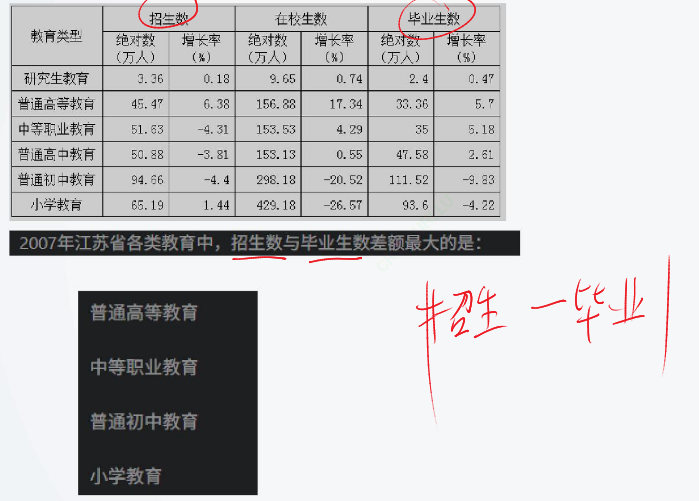 教育类型 招生数 在校生数 毕业生数
绝对数（万人） 增长率（%） 绝对数（万人） 增长率（%） 绝对数（万人） 增长率（%）
研究生教育 3.36 0.18 9.65 0.74 2.4 0.47
普通高等教育 45.47 6.38 156.88 17.34 33.36 5.7
中等职业教育 51.63 -4.31 153.53 4.29 35 5.18
普通高中教育 50.88 -3.81 153.13 0.55 47.58 2.61
普通初中教育 94.66 -4.4 298.18 -20.52 111.52 -9.83
小学教育 65.19 1.44 429.18 -26.57 93.6 -4.22
2007年江苏省各类教育中，招生数与毕业生数差额最大的是：
|招生 一毕业|
普通高等教育
中等职业教育
普通初中教育
小学教育